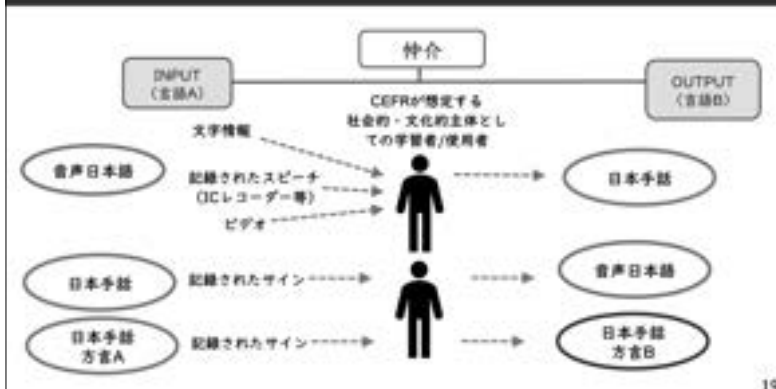 仲介
INPUT
(言語A)
OUTPUT
(言語B)
CEFRが想定する
社会的・文化的主体とし
ての学習者/使用者
文字情報
音声日本語
記録されたスピーチ
(ICレコーダー等)
ビデオ
日本手話
日本手話
記録されたサイン
音声日本語
日本手話
方言A
記録されたサイン
日本手話
方言B
19